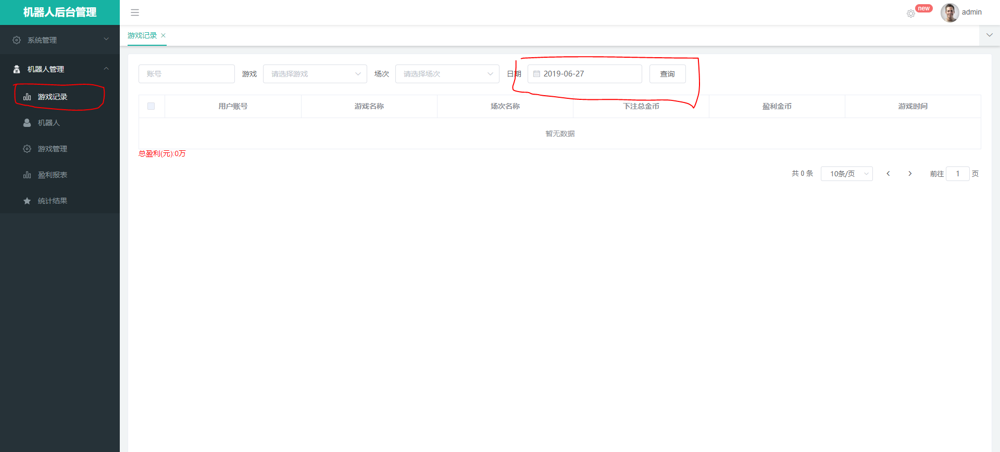 机器人后台管理
new
admin
系统管理
游戏记录
机器人管理
账号
游戏
请选择游戏
场次
请选择场次
日期
2019-06-27
查询
游戏记录
用户账号
游戏名称
场次名称
下注总金币
盈利金币
游戏时间
机器人
暂无数据
游戏管理
总盈利(元):0万
盈利报表
共 0 条
10条/页
前往
1
页
统计结果